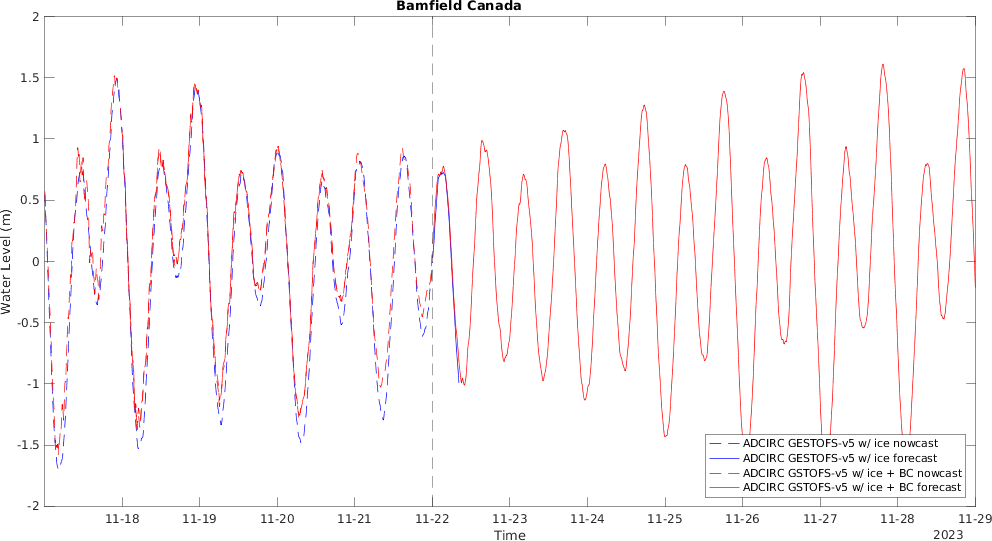 Bamfield Canada
2
1.5
1
0.5
0
-0.5
-1
-1.5
-2
Water Level (m)
11-18 11-19 11-20 11-21 11-22 11-23 11-24 11-25 11-26 11-27 11-28 11-29
Time
2023
ADCIRC GESTOFS-v5 w/ ice nowcast
ADCIRC GESTOFS-v5 w/ ice forecast
ADCIRC GSTOFS-v5 w/ ice + BC nowcast
ADCIRC GSTOFS-v5 w/ ice + BC forecast